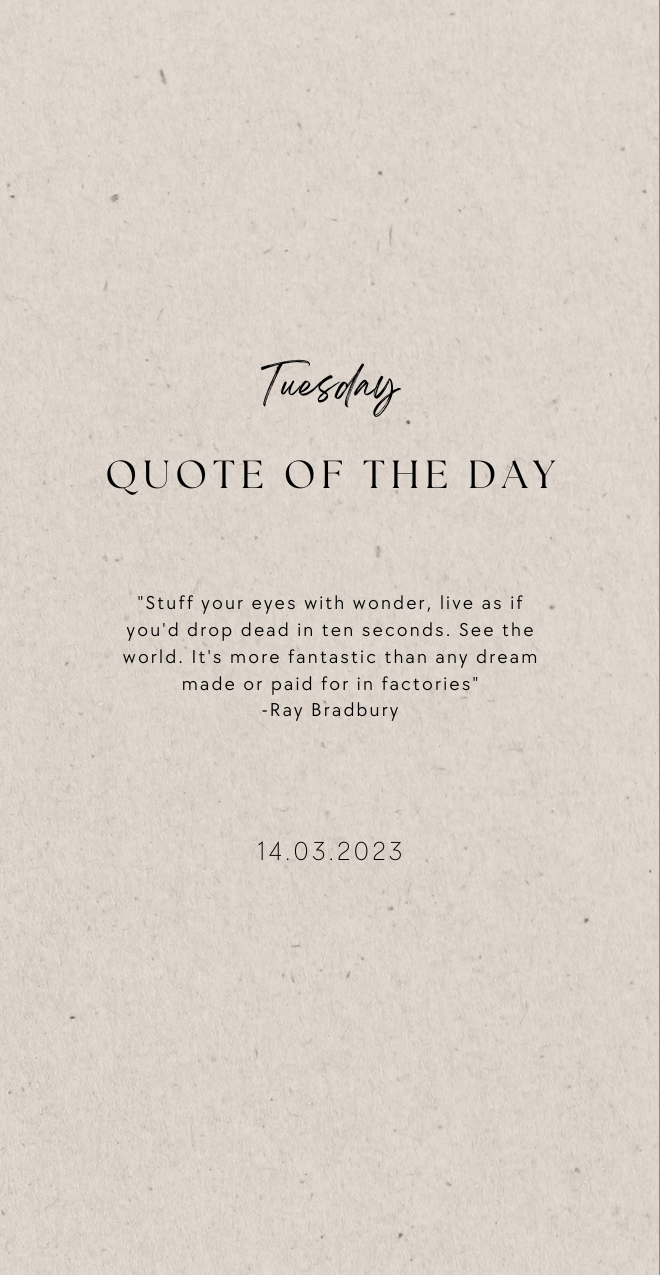 Tuesday
QUOTE OF THE DAY
"Stuff your eyes with wonder, live as if
you'd drop dead in ten seconds. See the
world. It's more fantastic than any dream
made or paid for in factories"
-Ray Bradbury
14.03.2023